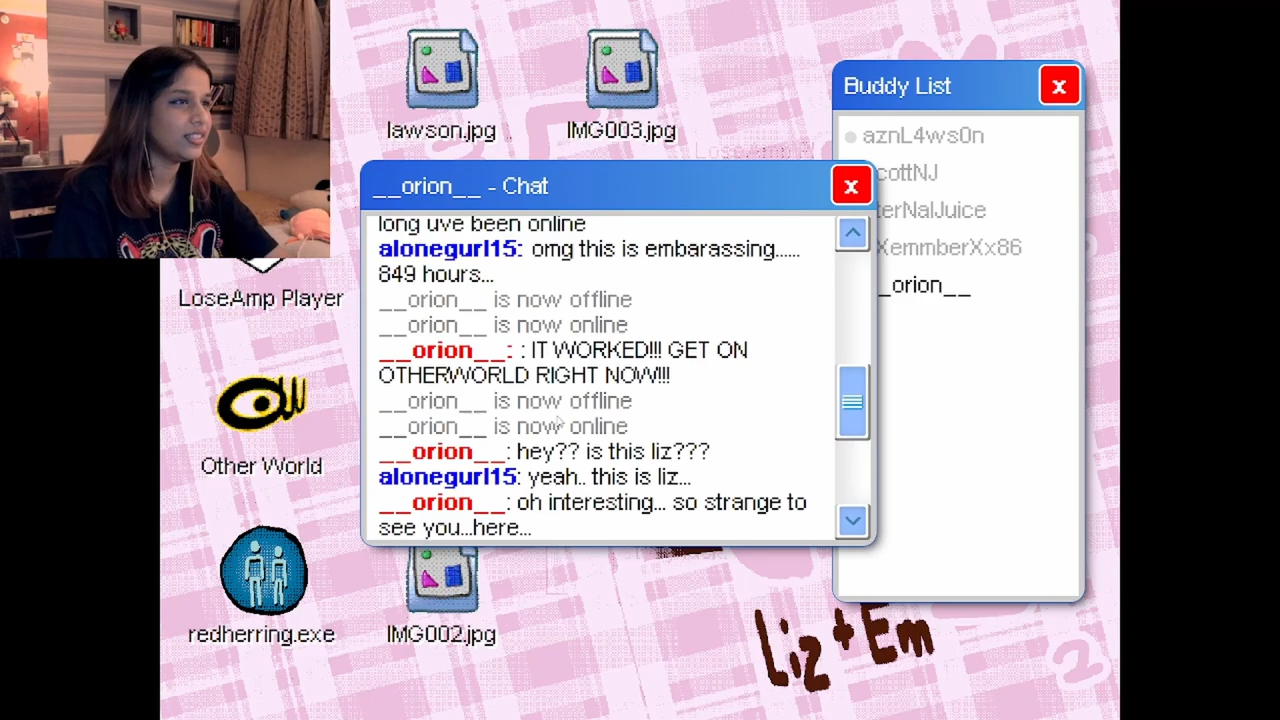 lawson.jpg
IMG003.jpg
Buddy List
x
aznL4ws0n
cottNJ
terNalJuice
XemmberXx86
_orion__
__orion__ - Chat
x
long uve been online
alonegurl15: omg this is embarassing......
849 hours...
__orion__ is now offline
__orion__ is now online
__orion__: : IT WORKED!!! GET ON
OTHERWORLD RIGHT NOW!!!
__orion__ is now offline
__orion__ is now online
__orion__: hey?? is this liz???
alonegurl15: yeah.. this is liz...
__orion__: oh interesting... so strange to
see you...here...
LoseAmp Player
Other World
redherring.exe
IMG002.jpg
Liz + Em
2